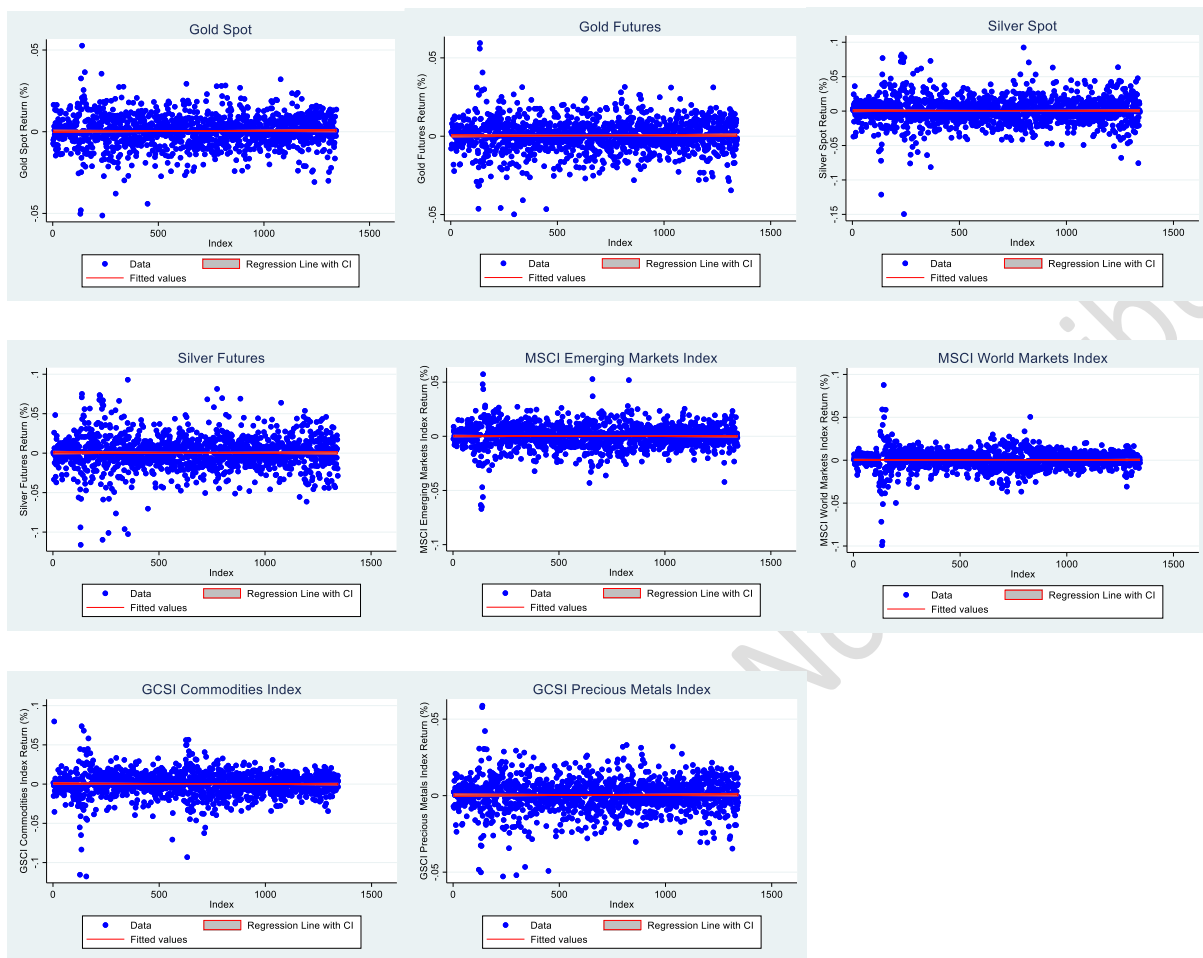 Gold Spot
Gold Spot Return (%)
.05
0
-.05
0 500 1000 1500
Index
Data Regression Line with CI
Fitted values
Gold Futures
Gold Futures Return (%)
.05
0
-.05
0 500 1000 1500
Index
Data Regression Line with CI
Fitted values
Silver Spot
Silver Spot Return (%)
.1
.05
0
-.05
-.1
-.15
0 500 1000 1500
Index
Data Regression Line with CI
Fitted values
Silver Futures
Silver Futures Return (%)
.1
.05
0
-.05
-.1
0 500 1000 1500
Index
Data Regression Line with CI
Fitted values
MSCI Emerging Markets Index
MSCI Emerging Markets Index Return (%)
.05
0
-.05
-.1
0 500 1000 1500
Index
Data Regression Line with CI
Fitted values
MSCI World Markets Index
MSCI World Markets Index Return (%)
.1
.05
0
-.05
-.1
0 500 1000 1500
Index
Data Regression Line with CI
Fitted values
GCSI Commodities Index
GSCI Commodities Index Return (%)
.1
.05
0
-.05
-.1
0 500 1000 1500
Index
Data Regression Line with CI
Fitted values
GCSI Precious Metals Index
GSCI Precious Metals Index Return (%)
.05
0
-.05
0 500 1000 1500
Index
Data Regression Line with CI
Fitted values